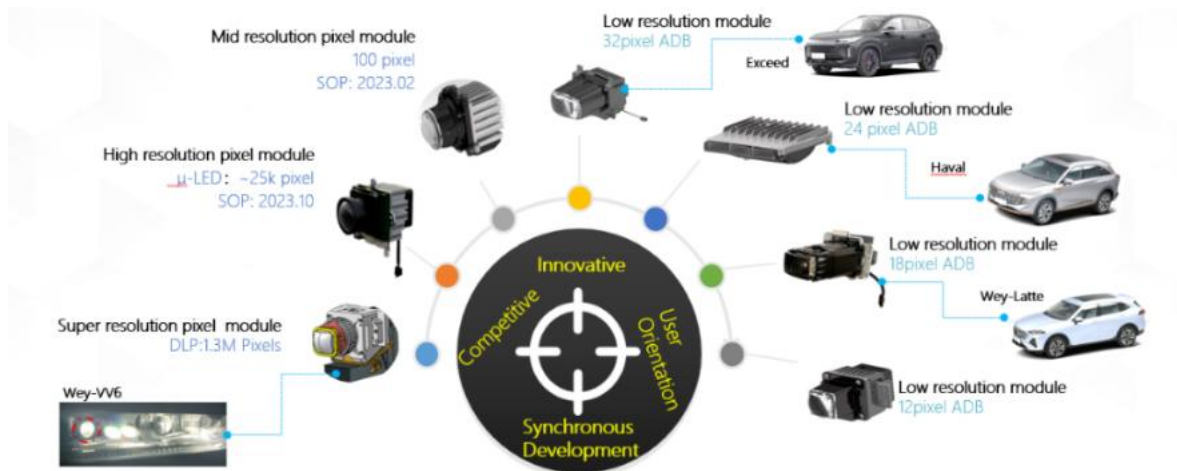 Mid resolution pixel module
100 pixel
SOP: 2023.02
Low resolution module
32pixel ADB
Exceed
Low resolution module
24 pixel ADB
Haval
High resolution pixel module
μ-LED： ~25k pixel
SOP: 2023.10
Low resolution module
18pixel ADB
Wey-Latte
Super resolution pixel module
DLP:1.3M Pixels
Wey-VV6
Low resolution module
12pixel ADB
Innovative
Competitive
User
Orientation
Synchronous
Development